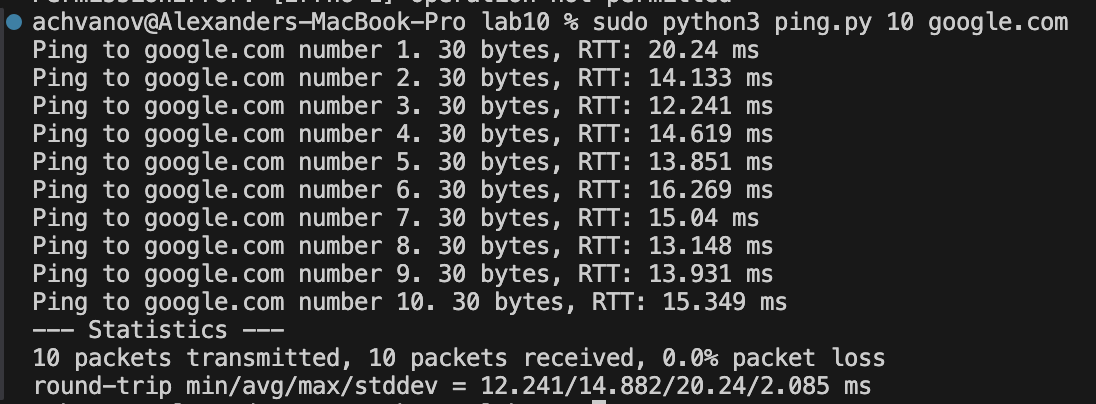 PermissionError: [Errno 1] Operation not permitted
achvanov@Alexanders-MacBook-Pro lab10 % sudo python3 ping.py 10 google.com
Ping to google.com number 1. 30 bytes, RTT: 20.24 ms
Ping to google.com number 2. 30 bytes, RTT: 14.133 ms
Ping to google.com number 3. 30 bytes, RTT: 12.241 ms
Ping to google.com number 4. 30 bytes, RTT: 14.619 ms
Ping to google.com number 5. 30 bytes, RTT: 13.851 ms
Ping to google.com number 6. 30 bytes, RTT: 16.269 ms
Ping to google.com number 7. 30 bytes, RTT: 15.04 ms
Ping to google.com number 8. 30 bytes, RTT: 13.148 ms
Ping to google.com number 9. 30 bytes, RTT: 13.931 ms
Ping to google.com number 10. 30 bytes, RTT: 15.349 ms
--- Statistics ---
10 packets transmitted, 10 packets received, 0.0% packet loss
round-trip min/avg/max/stddev = 12.241/14.882/20.24/2.085 ms